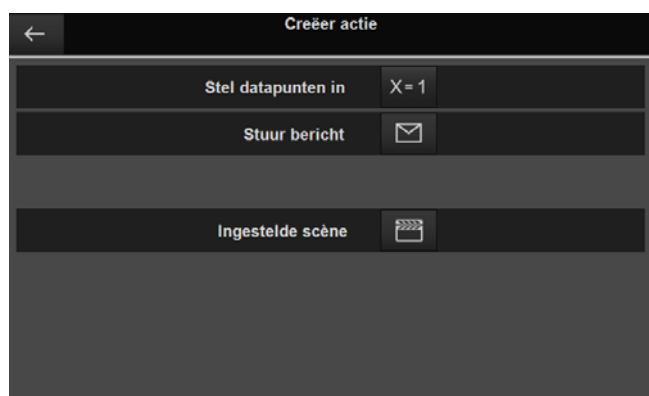 Creëer actie
Stel datapunten in X=1
Stuur bericht
Ingestelde scène